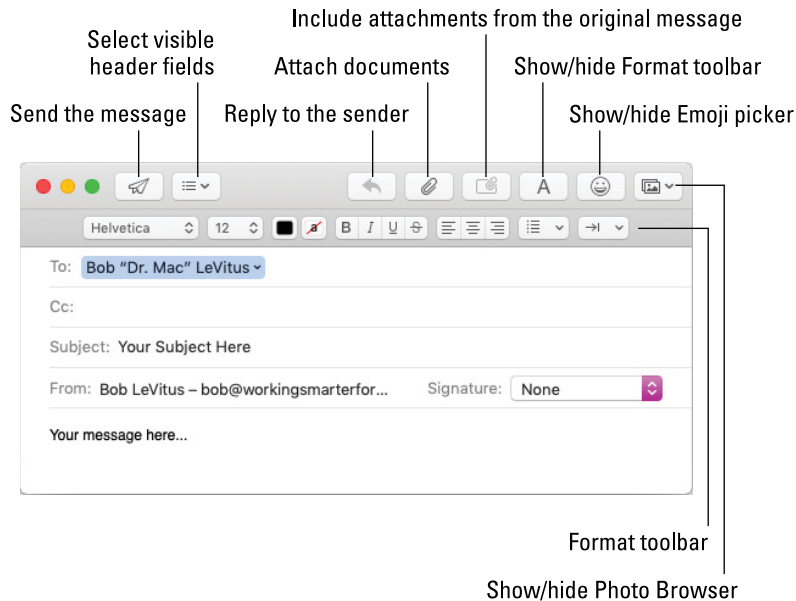 Include attachments from the original message
Select visible
header fields
Attach documents
Show/hide Format toolbar
Send the message
Reply to the sender
Show/hide Emoji picker
A
Helvetica
12
a
B I U S
To: Bob “Dr. Mac” LeVitus
Cc:
Subject: Your Subject Here
From: Bob LeVitus – bob@workingsmarterfor... Signature: None
Your message here...
Format toolbar
Show/hide Photo Browser